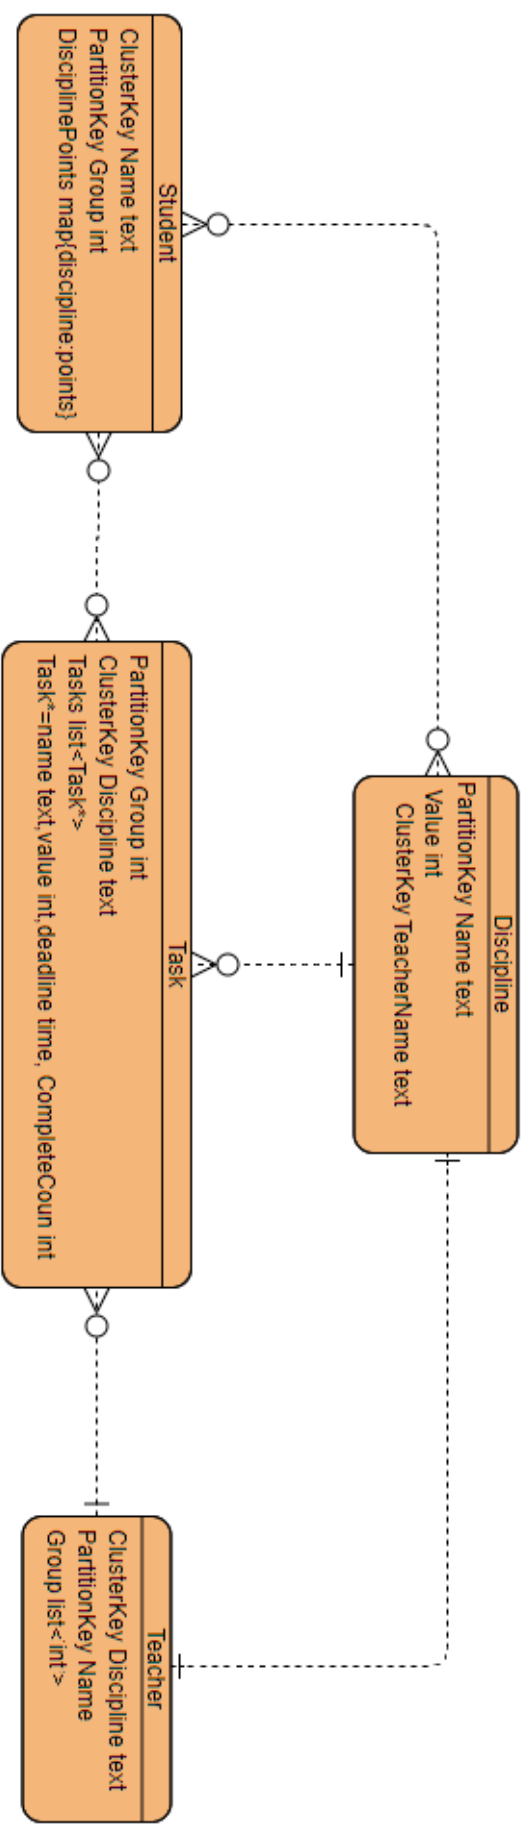 Discipline
PartitionKey Name text
Value int
ClusterKey TeacherName text
Student
ClusterKey Name text
PartitionKey Group int
DisciplinePoints map{discipline:points}
Task
PartitionKey Group int
ClusterKey Discipline text
Tasks list<Task*>
Task*=name text,value int,deadline time, CompleteCoun int
Teacher
ClusterKey Discipline text
PartitionKey Name
Group list<'int'>